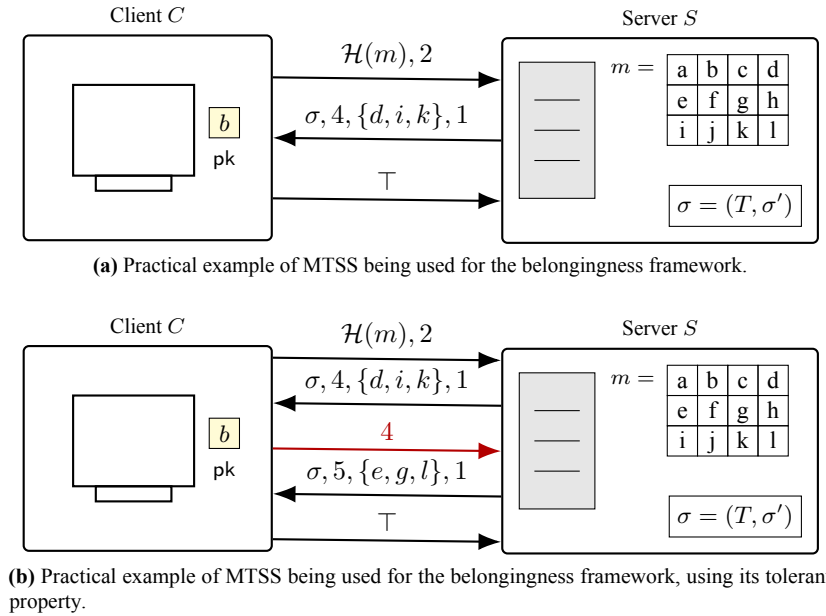 Client C
Server S
H(m), 2
m = a b c d
e f g h
i j k l
σ, 4, {d, i, k}, 1
b
pk
⊤
σ = (T, σ′)
(a) Practical example of MTSS being used for the belongingness framework.
Client C
Server S
H(m), 2
m = a b c d
e f g h
i j k l
σ, 4, {d, i, k}, 1
b
pk
4
σ, 5, {e, g, l}, 1
⊤
σ = (T, σ′)
(b) Practical example of MTSS being used for the belongingness framework, using its toleran
property.